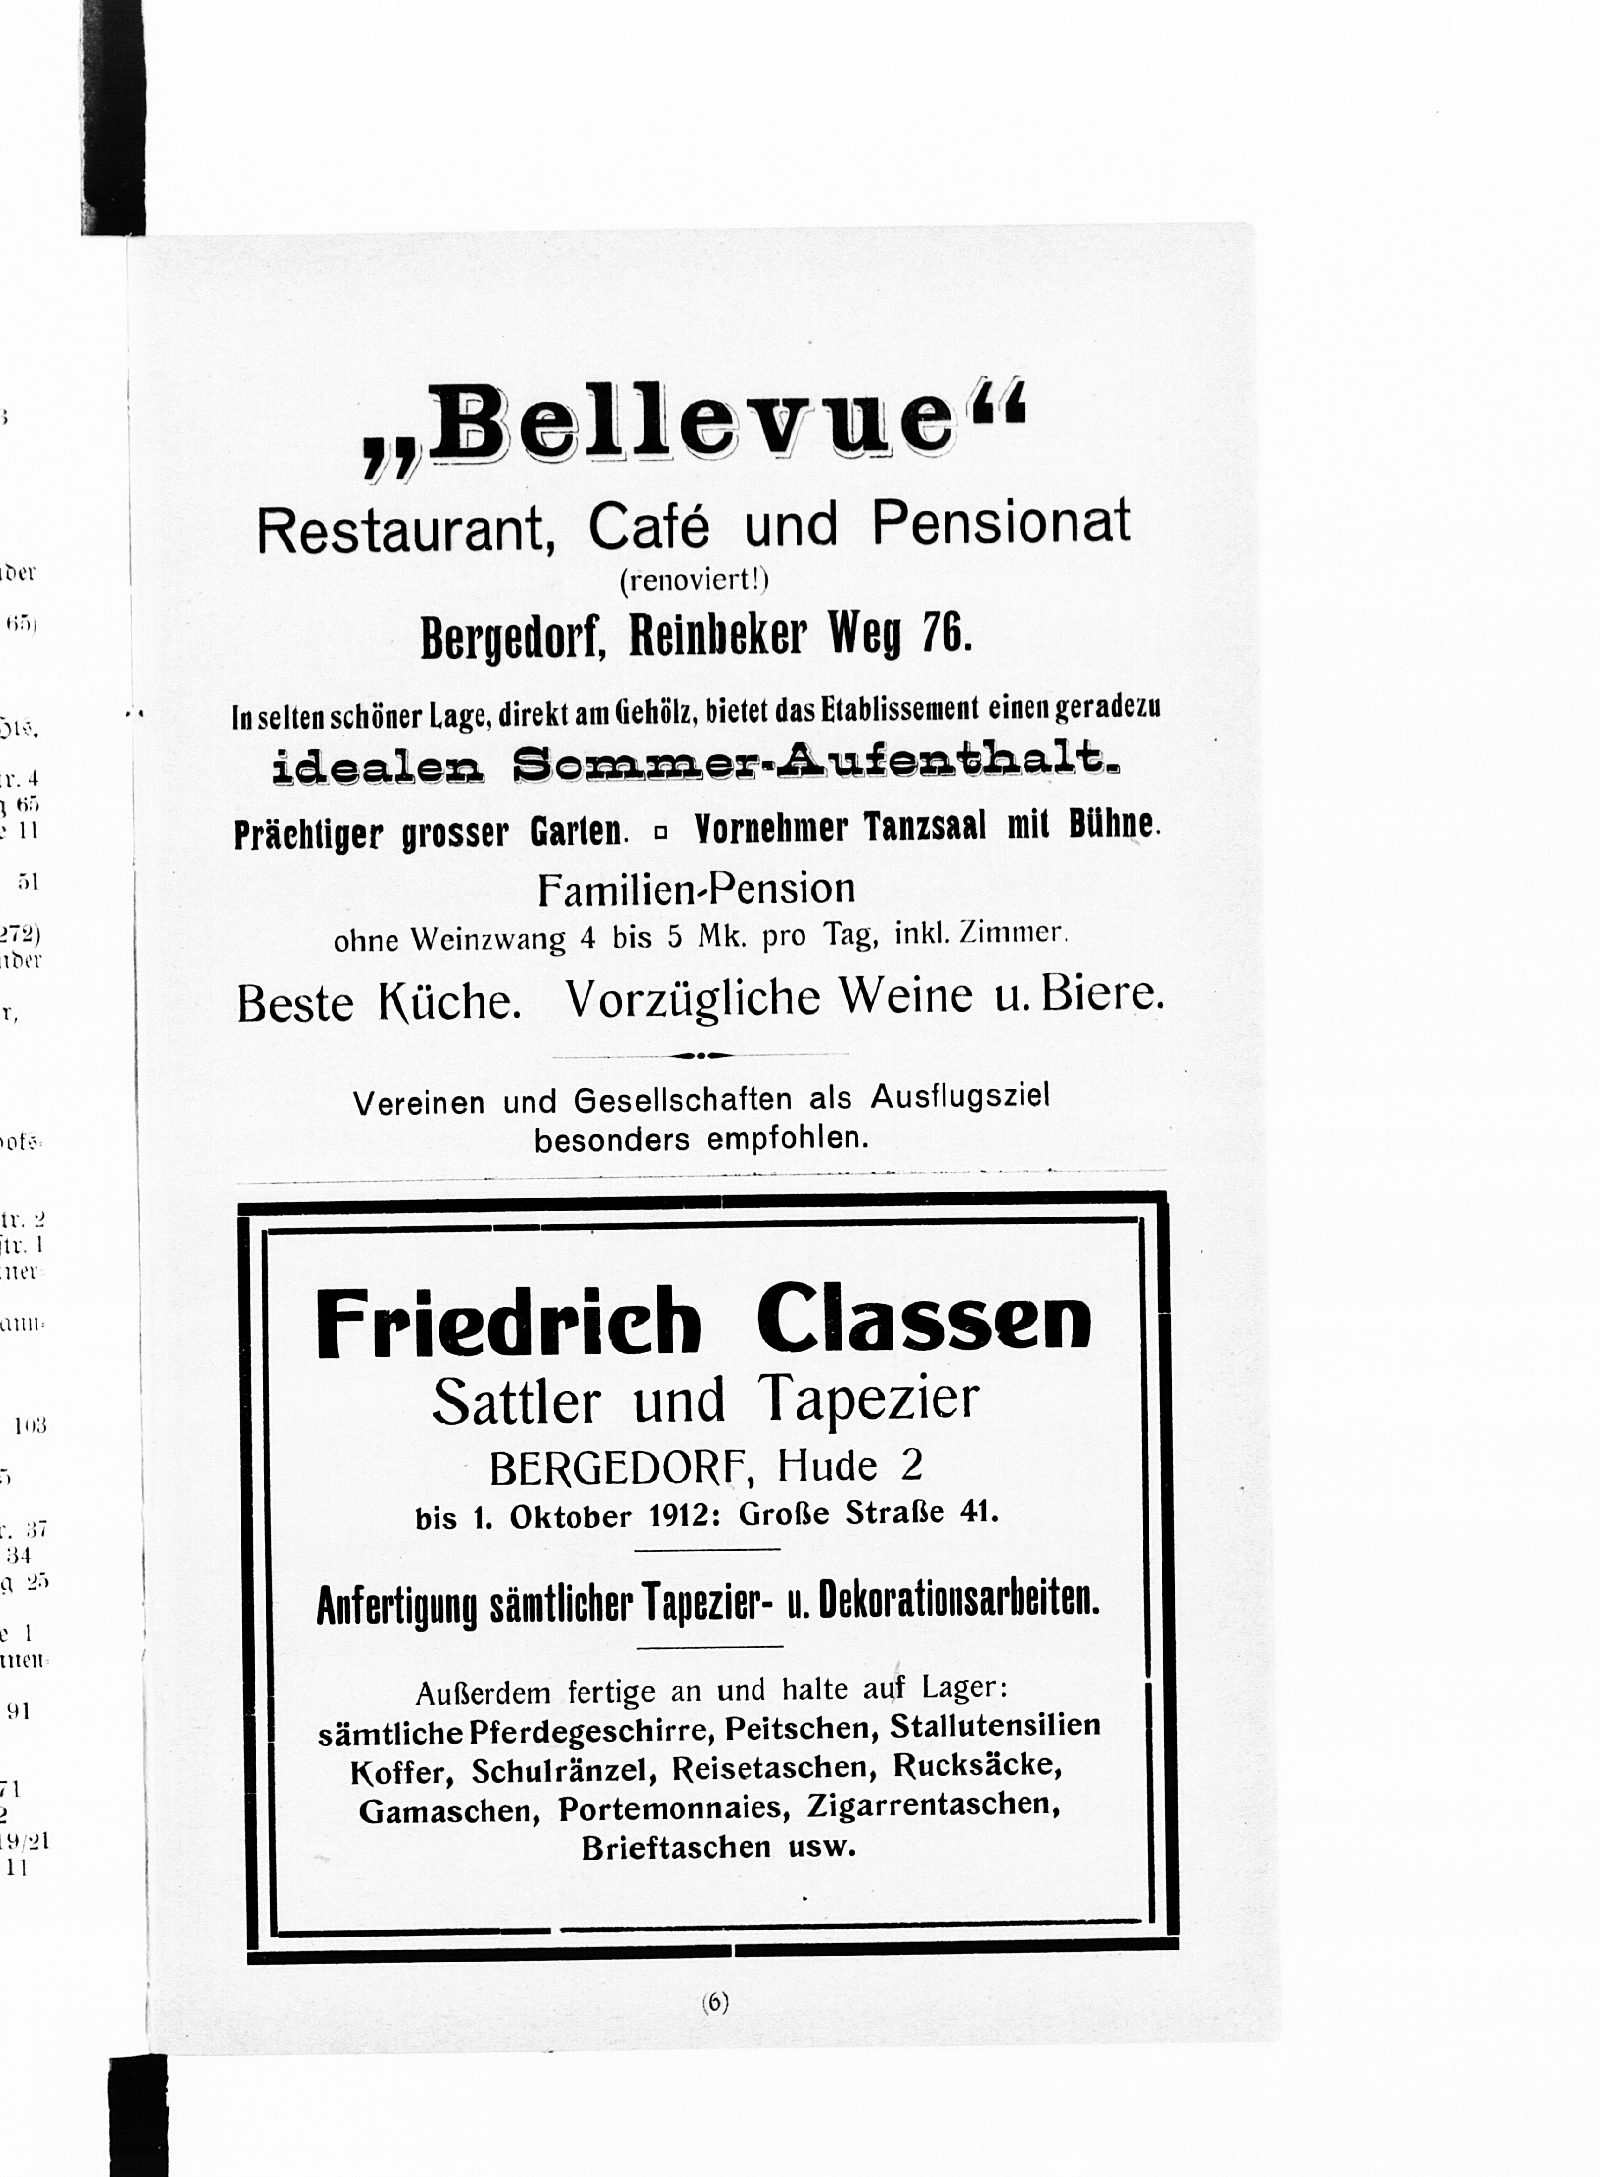 „Bellevue“
Restaurant, Café und Pensionat
(renoviert!)
Bergedorf, Reinbeker Weg 76.
In selten schöner Lage, direkt am Gehölz, bietet das Etablissement einen geradezu
idealen Sommer-Aufenthalt.
Prächtiger grosser Garten. ▫ Vornehmer Tanzsaal mit Bühne.
Familien-Pension
ohne Weinzwang 4 bis 5 Mk. pro Tag, inkl. Zimmer.
Beste Küche. Vorzügliche Weine u. Biere.
Vereinen und Gesellschaften als Ausflugsziel
besonders empfohlen.
Friedrich Classen
Sattler und Tapezier
BERGEDORF, Hude 2
bis 1. Oktober 1912: Große Straße 41.
Anfertigung sämtlicher Tapezier- u. Dekorationsarbeiten.
Außerdem fertige an und halte auf Lager:
sämtliche Pferdegeschirre, Peitschen, Stallutensilien
Koffer, Schulränzel, Reisetaschen, Rucksäcke,
Gamaschen, Portemonnaies, Zigarrentaschen,
Brieftaschen usw.
(6)